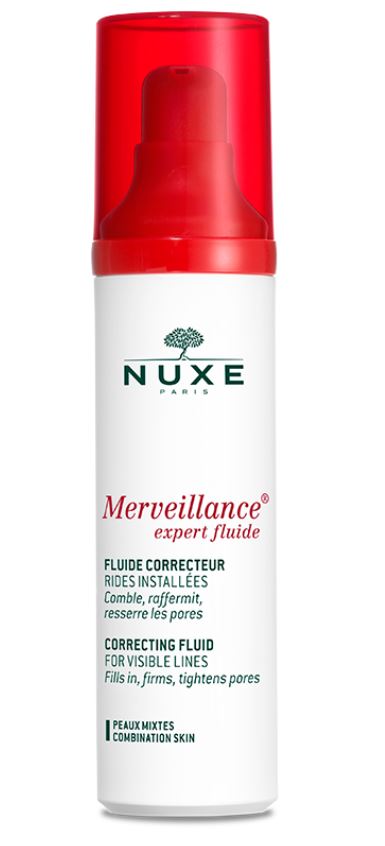 NUXE
PARIS
Merveillance®
expert fluide
FLUIDE CORRECTEUR
RIDES INSTALLÉES
Comble, raffermit,
resserre les pores
CORRECTING FLUID
FOR VISIBLE LINES
Fills in, firms, tightens pores
PEAUX MIXTES
COMBINATION SKIN